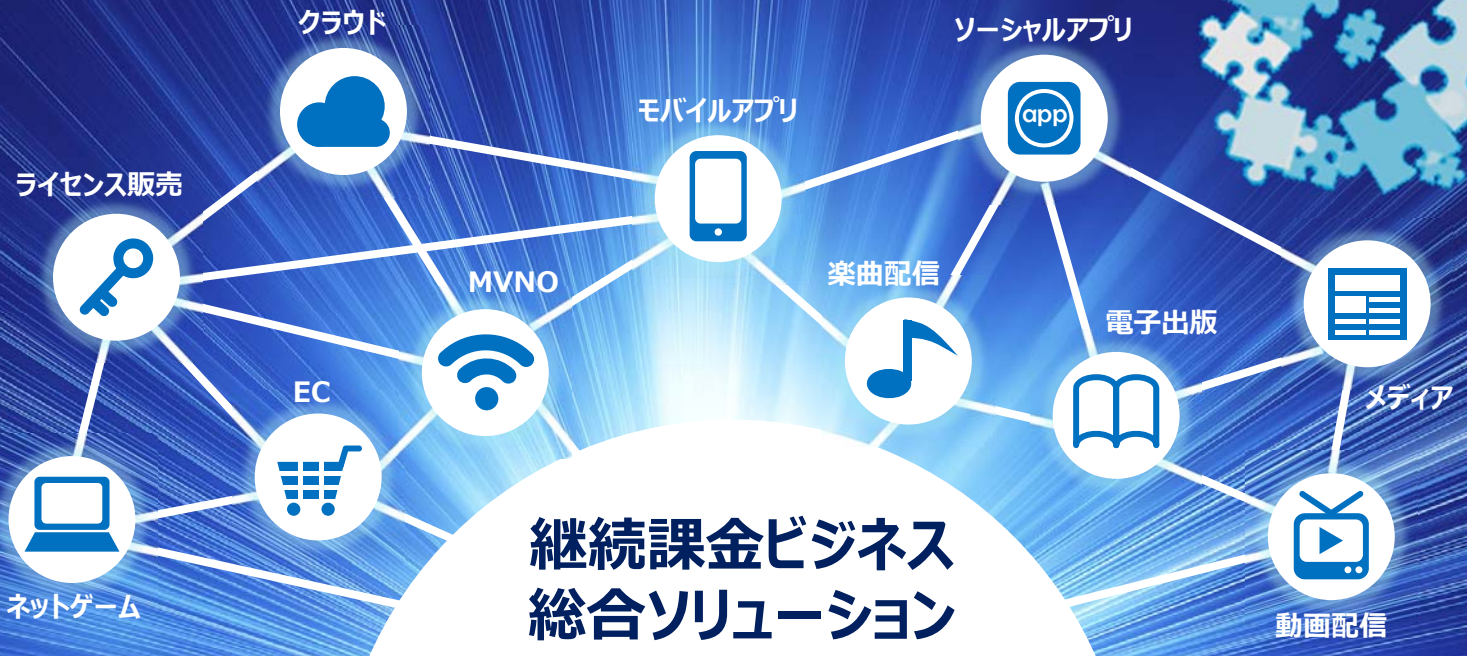 クラウド
ソーシャルアプリ
モバイルアプリ
app
ライセンス販売
MVNO
楽曲配信
電子出版
EC
メディア
継続課金ビジネス
総合ソリューション
ネットゲーム
動画配信